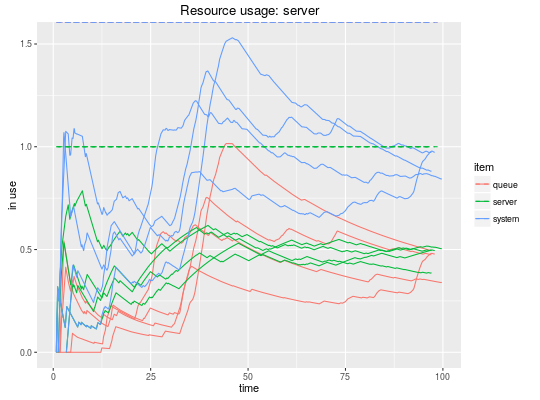 Resource usage: server
1.5
1.0
0.5
0.0
in use
0
25
50
75
100
time
item
queue
server
system